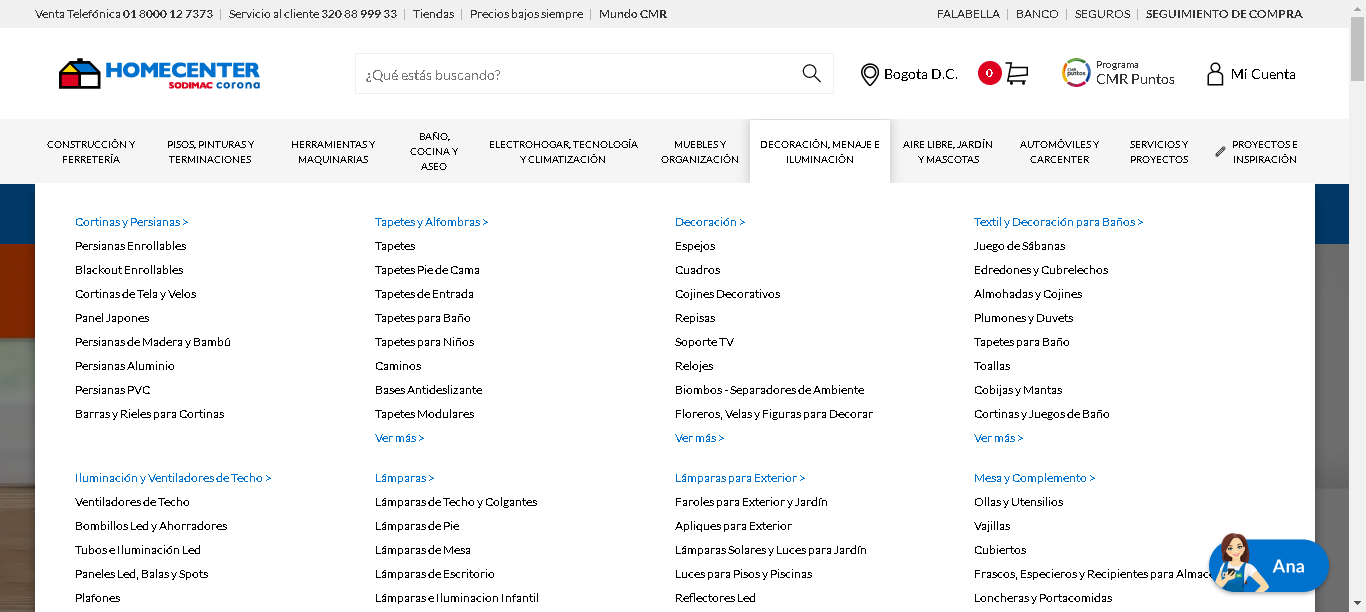 Venta Telefónica 01 8000 12 7373 | Servicio al cliente 320 88 999 33 | Tiendas | Precios bajos siempre | Mundo CMR
FALABELLA | BANCO | SEGUROS | SEGUIMIENTO DE COMPRA
HOMECENTER
SODIMAC corona
¿Qué estás buscando?
Bogota D.C.
0
CMR puntos
Programa
CMR Puntos
Mi Cuenta
CONSTRUCCIÓN Y
FERRETERÍA
PISOS, PINTURAS Y
TERMINACIONES
HERRAMIENTAS Y
MAQUINARIAS
BAÑO,
COCINA Y
ASEO
ELECTROHOGAR, TECNOLOGÍA
Y CLIMATIZACIÓN
MUEBLES Y
ORGANIZACIÓN
DECORACIÓN, MENAJE E
ILUMINACIÓN
AIRE LIBRE, JARDÍN
Y MASCOTAS
AUTOMÓVILES Y
CARCENTER
SERVICIOS Y
PROYECTOS
PROYECTOS E
INSPIRACIÓN
Cortinas y Persianas >
Persianas Enrollables
Blackout Enrollables
Cortinas de Tela y Velos
Panel Japones
Persianas de Madera y Bambú
Persianas Aluminio
Persianas PVC
Barras y Rieles para Cortinas
Tapetes y Alfombras >
Tapetes
Tapetes Pie de Cama
Tapetes de Entrada
Tapetes para Baño
Tapetes para Niños
Caminos
Bases Antideslizante
Tapetes Modulares
Ver más >
Decoración >
Espejos
Cuadros
Cojines Decorativos
Repisas
Soporte TV
Relojes
Biombos - Separadores de Ambiente
Floreros, Velas y Figuras para Decorar
Ver más >
Textil y Decoración para Baños >
Juego de Sábanas
Edredones y Cubrelechos
Almohadas y Cojines
Plumones y Duvets
Tapetes para Baño
Toallas
Cobijas y Mantas
Cortinas y Juegos de Baño
Ver más >
Iluminación y Ventiladores de Techo >
Ventiladores de Techo
Bombillos Led y Ahorradores
Tubos e Iluminación Led
Paneles Led, Balas y Spots
Plafones
Lámparas >
Lámparas de Techo y Colgantes
Lámparas de Pie
Lámparas de Mesa
Lámparas de Escritorio
Lámparas e Iluminacion Infantil
Lámparas para Exterior >
Faroles para Exterior y Jardín
Apliques para Exterior
Lámparas Solares y Luces para Jardín
Luces para Pisos y Piscinas
Reflectores Led
Mesa y Complemento >
Ollas y Utensilios
Vajillas
Cubiertos
Frascos, Especieros y Recipientes para Almac
Loncheras y Portacomidas
Ana